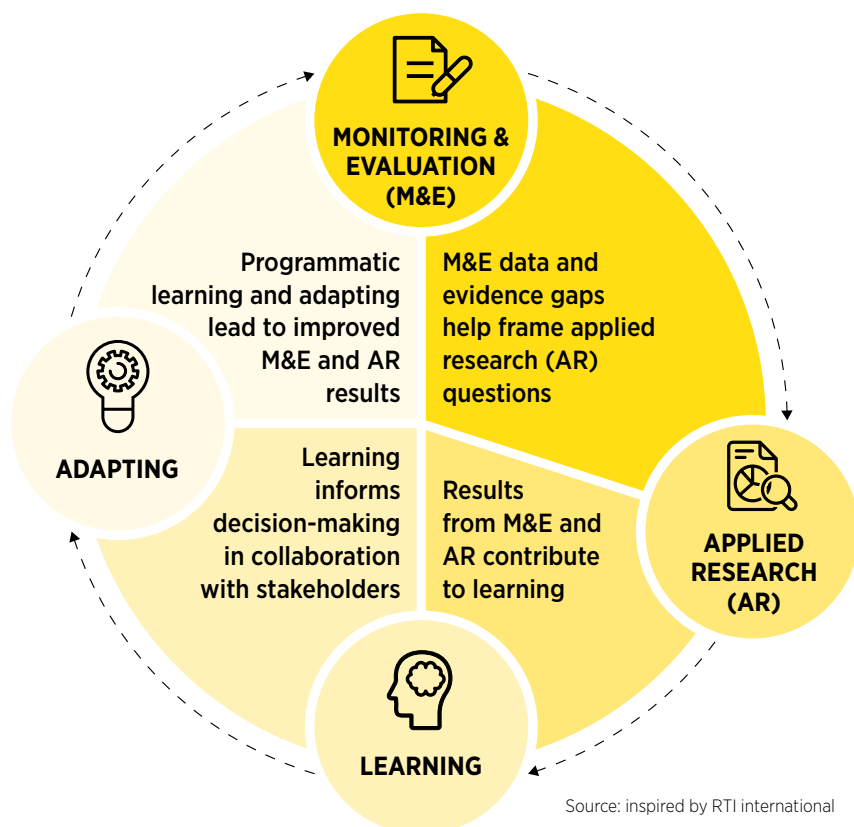 MONITORING &
EVALUATION
(M&E)
Programmatic
learning and adapting
lead to improved
M&E and AR
results
M&E data and
evidence gaps
help frame applied
research (AR)
questions
ADAPTING
Learning
informs
decision-making
in collaboration
with stakeholders
Results
from M&E and
AR contribute
to learning
APPLIED
RESEARCH
(AR)
LEARNING
Source: inspired by RTI international